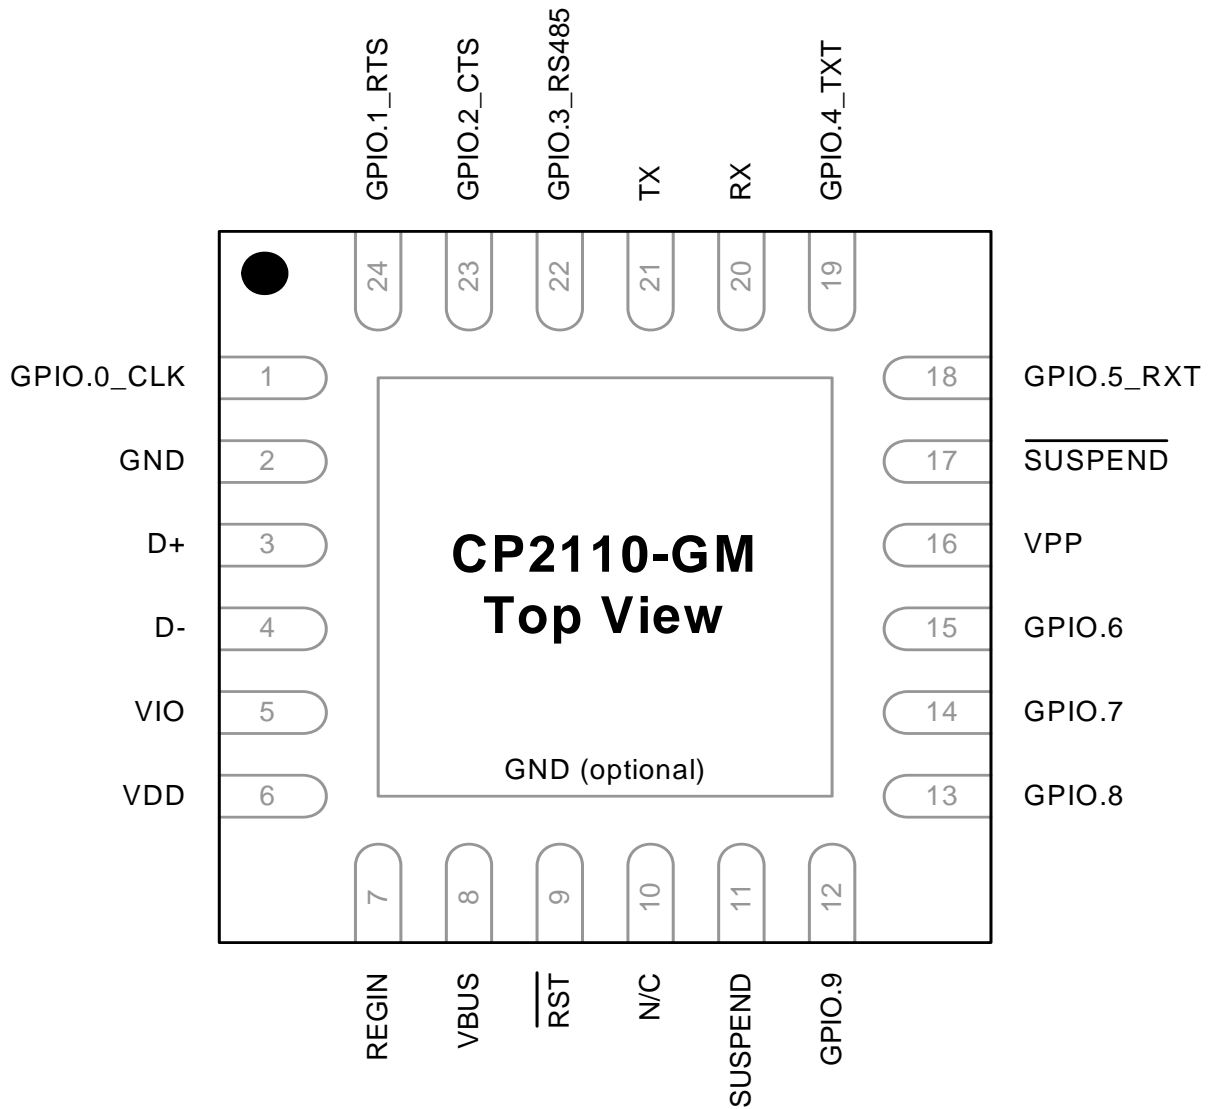 GPIO.1_RTS
GPIO.2_CTS
GPIO.3_RS485
TX
RX
GPIO.4_TXT
24
23
22
21
20
19
GPIO.0_CLK 1
18 GPIO.5_RXT
GND 2
17 SUSPEND
D+ 3
16 VPP
D- 4
15 GPIO.6
VIO 5
14 GPIO.7
VDD 6
13 GPIO.8
CP2110-GM
Top View
GND (optional)
7
8
9
10
11
12
REGIN
VBUS
RST
N/C
SUSPEND
GPIO.9